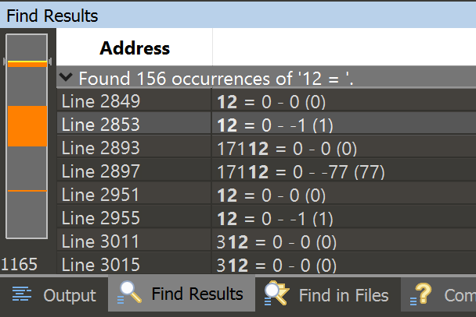 Find Results
Address
Found 156 occurrences of '12 = '.
Line 2849 12 = 0 - 0 (0)
Line 2853 12 = 0 - -1 (1)
Line 2893 17112 = 0 - 0 (0)
Line 2897 17112 = 0 - -77 (77)
Line 2951 12 = 0 - 0 (0)
Line 2955 12 = 0 - -1 (1)
Line 3011 312 = 0 - 0 (0)
Line 3015 312 = 0 - 0 (0)
1165
Output Find Results Find in Files Com